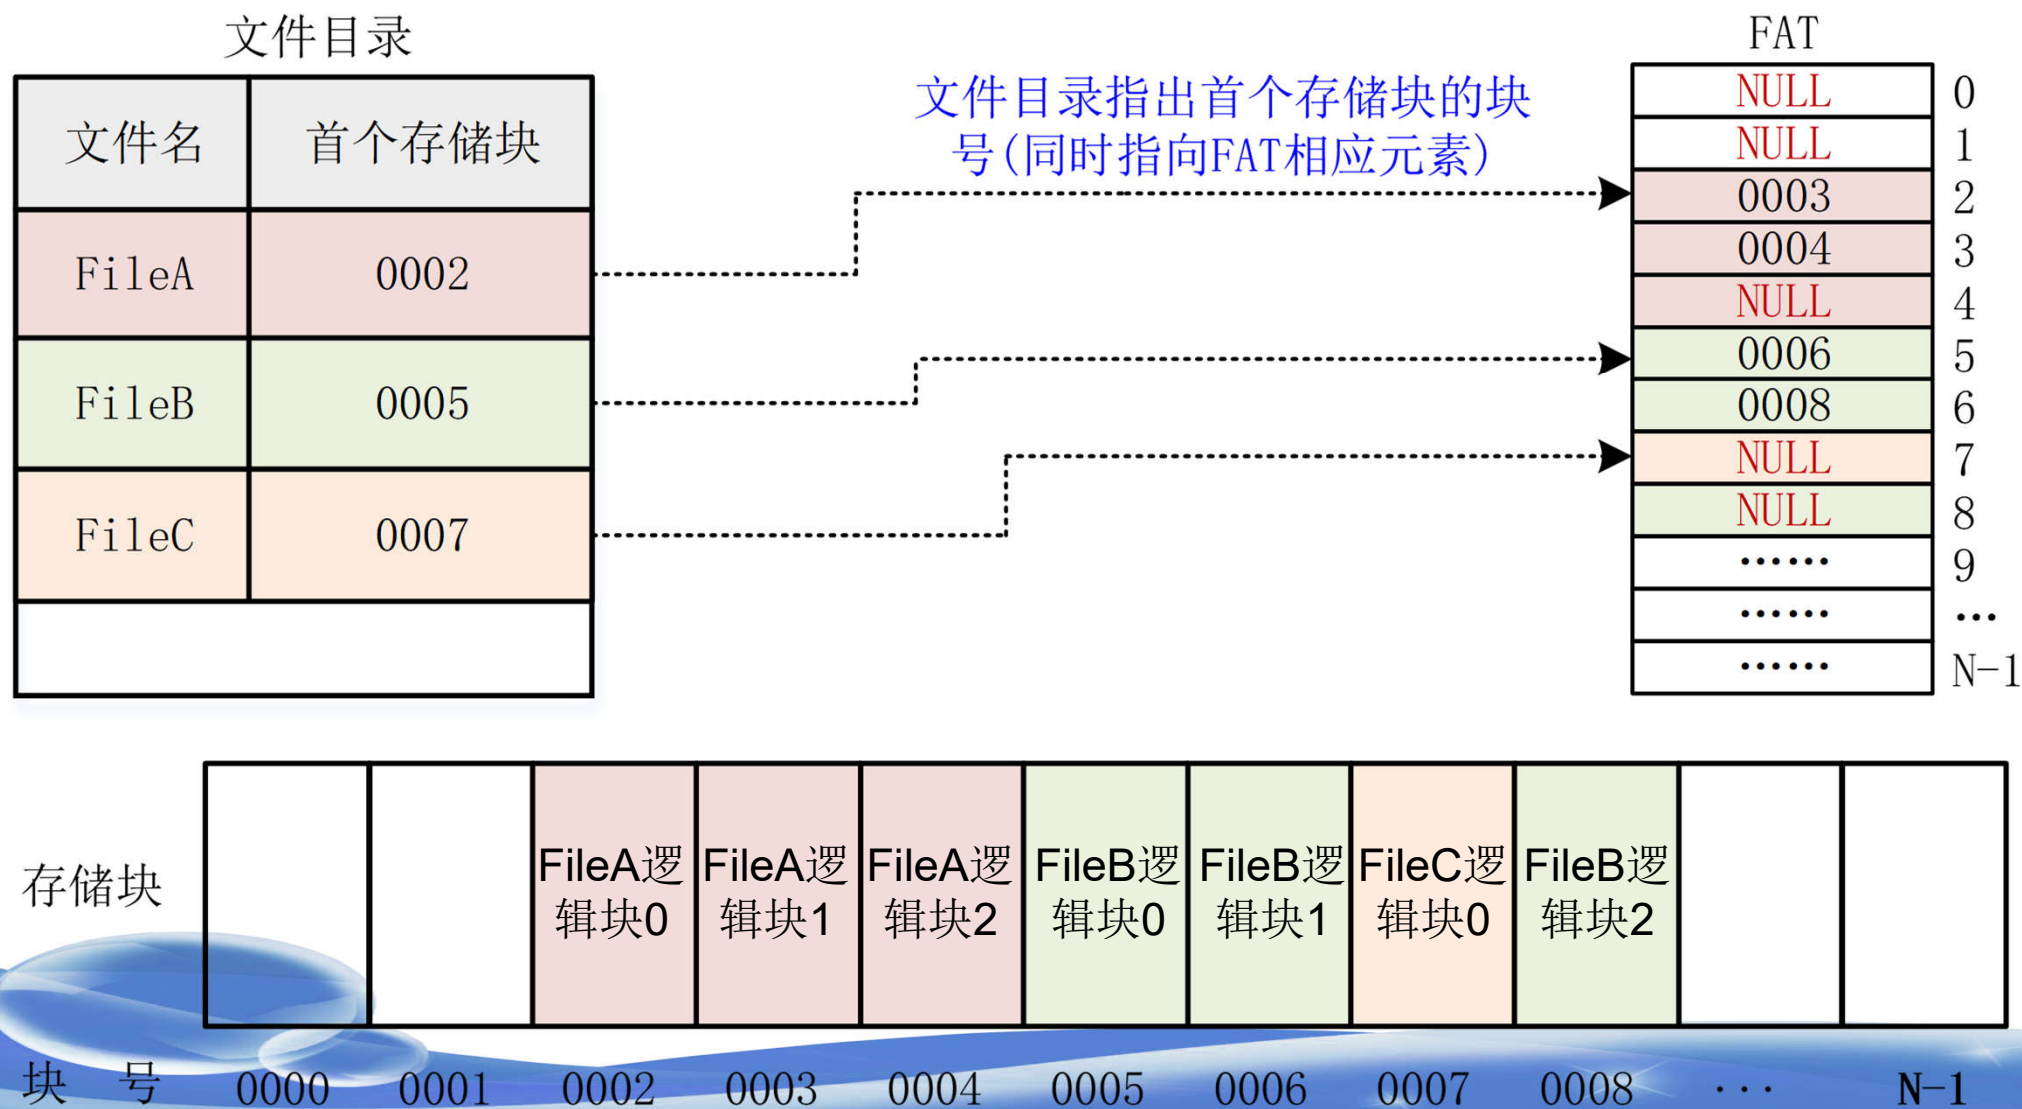 文件目录
文件名 首个存储块
FileA 0002
FileB 0005
FileC 0007
文件目录指出首个存储块的块
号(同时指向FAT相应元素)
FAT
NULL 0
NULL 1
0003 2
0004 3
NULL 4
0006 5
0008 6
NULL 7
NULL 8
…… 9
…… …
…… N-1
存储块
FileA逻
辑块0
FileA逻
辑块1
FileA逻
辑块2
FileB逻
辑块0
FileB逻
辑块1
FileC逻
辑块0
FileB逻
辑块2
块 号 0000 0001 0002 0003 0004 0005 0006 0007 0008 ... N-1